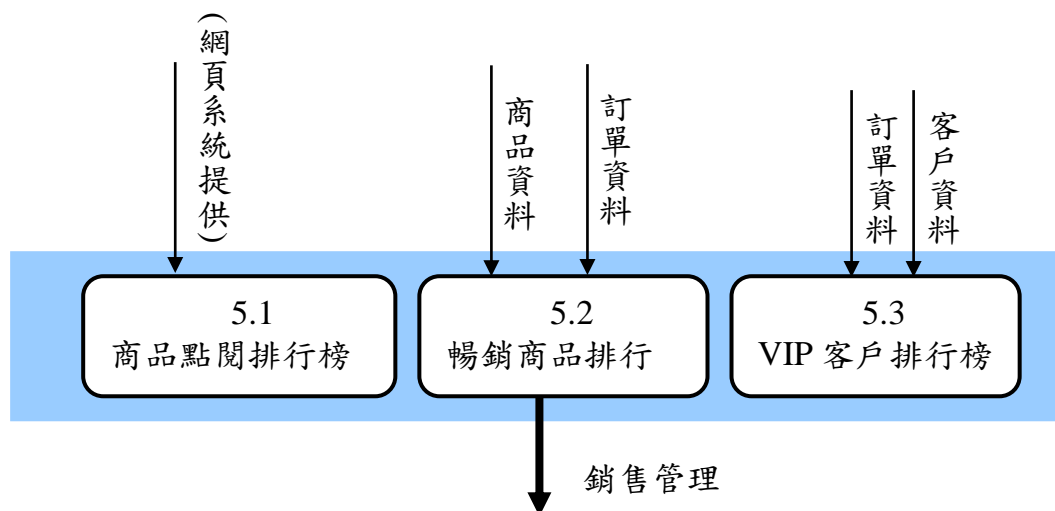 (網頁系統提供)
商品資料
訂單資料
訂單資料
客戶資料
5.1
商品點閱排行榜
5.2
暢銷商品排行
5.3
VIP 客戶排行榜
銷售管理